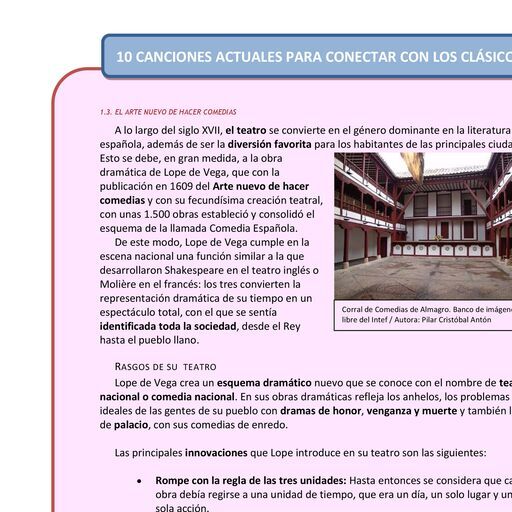 10 CANCIONES ACTUALES PARA CONECTAR CON LOS CLÁSICO
1.3. EL ARTE NUEVO DE HACER COMEDIAS
A lo largo del siglo XVII, el teatro se convierte en el género dominante en la literatura
española, además de ser la diversión favorita para los habitantes de las principales ciuda
Esto se debe, en gran medida, a la obra
dramática de Lope de Vega, que con la
publicación en 1609 del Arte nuevo de hacer
comedias y con su fecundísima creación teatral,
con unas 1.500 obras estableció y consolidó el
esquema de la llamada Comedia Española.
De este modo, Lope de Vega cumple en la
escena nacional una función similar a la que
desarrollaron Shakespeare en el teatro inglés o
Molière en el francés: los tres convierten la
representación dramática de su tiempo en un
espectáculo total, con el que se sentía
identificada toda la sociedad, desde el Rey
hasta el pueblo llano.
Corral de Comedias de Almagro. Banco de imágene
libre del Intef / Autora: Pilar Cristóbal Antón
RASGOS DE SU TEATRO
Lope de Vega crea un esquema dramático nuevo que se conoce con el nombre de tea
nacional o comedia nacional. En sus obras dramáticas refleja los anhelos, los problemas
ideales de las gentes de su pueblo con dramas de honor, venganza y muerte y también l
de palacio, con sus comedias de enredo.
Las principales innovaciones que Lope introduce en su teatro son las siguientes:
• Rompe con la regla de las tres unidades: Hasta entonces se considera que ca
obra debía regirse a una unidad de tiempo, que era un día, un solo lugar y un
sola acción.